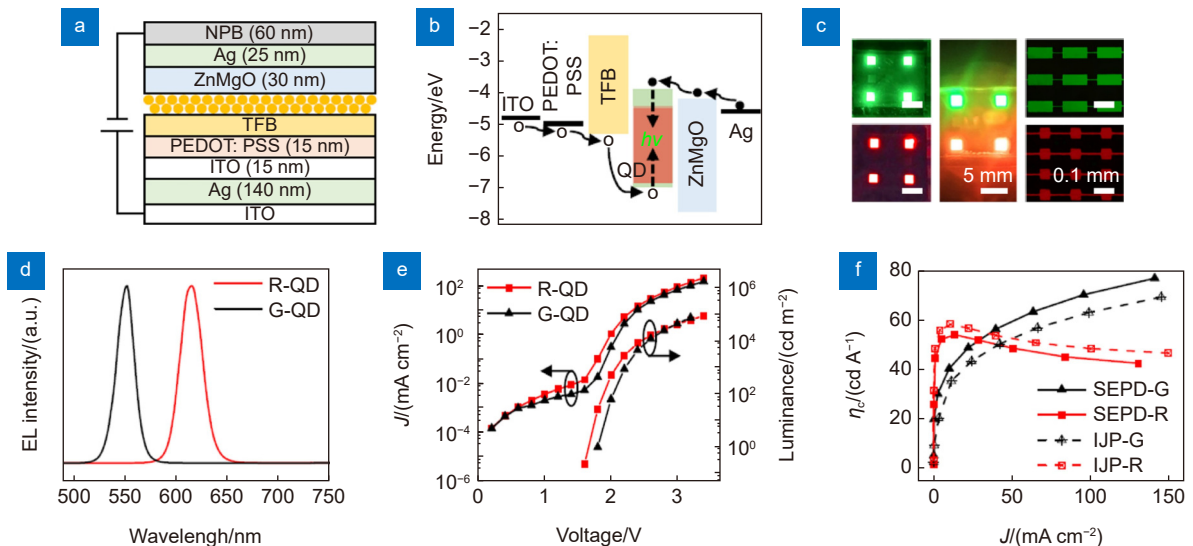 a
NPB (60 nm)
Ag (25 nm)
ZnMgO (30 nm)
TFB
PEDOT: PSS (15 nm)
ITO (15 nm)
Ag (140 nm)
ITO
b
Energy/eV
−2
−3
−4
−5
−6
−7
−8
ITO
PEDOT:
PSS
TFB
QD
hv
ZnMgO
Ag
c
5 mm
0.1 mm
d
EL intensity/(a.u.)
R-QD
G-QD
500 550 600 650 700 750
Wavelengh/nm
e
J/(mA cm−2)
10²
10⁰
10−2
10−4
10−6
R-QD
G-QD
10⁶
10⁴
10²
10⁰
Luminance/(cd m−2)
0 1 2 3
Voltage/V
f
ηc/(cd A−1)
80
60
40
20
0
SEPD-G
SEPD-R
IJP-G
IJP-R
0 50 100 150
J/(mA cm−2)